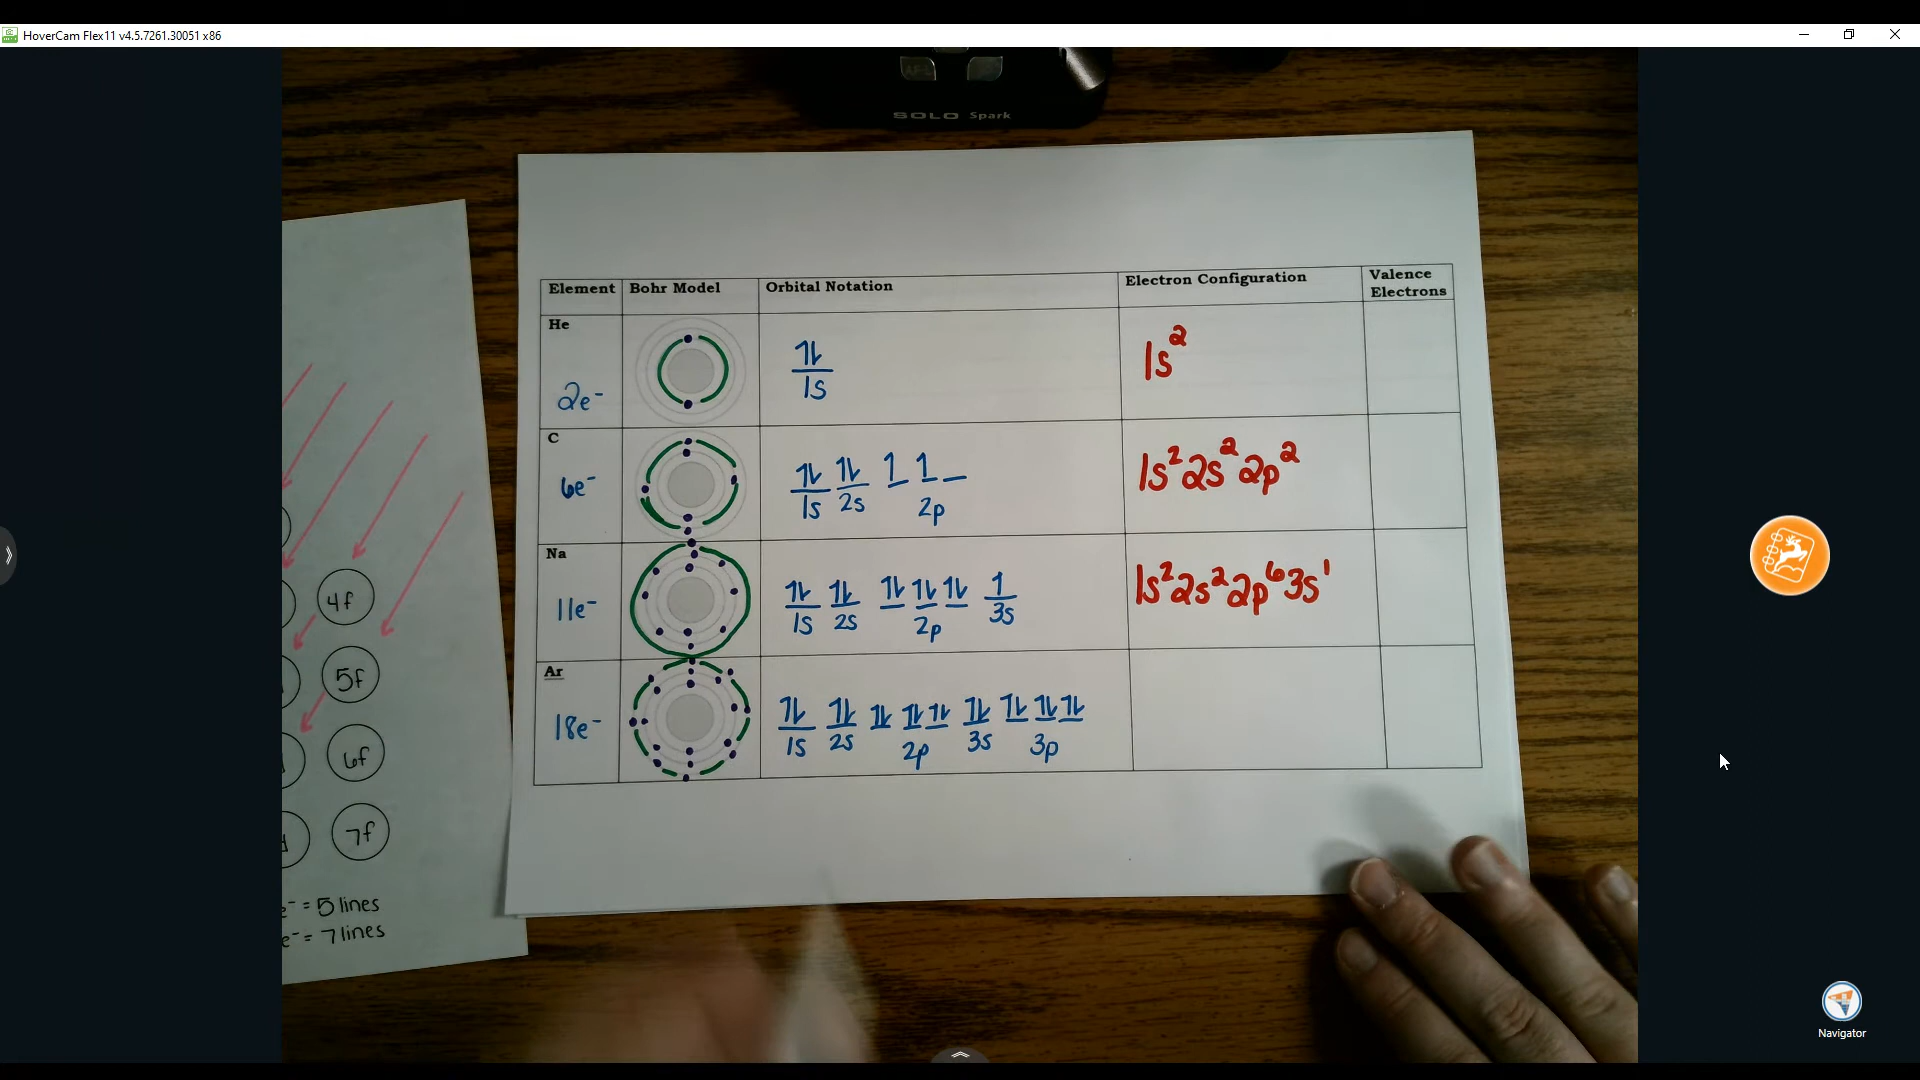 HoverCam Flex11 v4.5.7261.30051 x86
SOLO Spark
Element Bohr Model Orbital Notation Electron Configuration Valence Electrons
He
2e⁻
1s
1s²
C
6e⁻
1s 2s 2p
1s²2s²2p²
Na
11e⁻
1s 2s 2p 3s
1s²2s²2p⁶3s¹
Ar
18e⁻
1s 2s 2p 3s 3p
4f
5f
6f
7f
e⁻ = 5 lines
e⁻ = 7 lines
Navigator